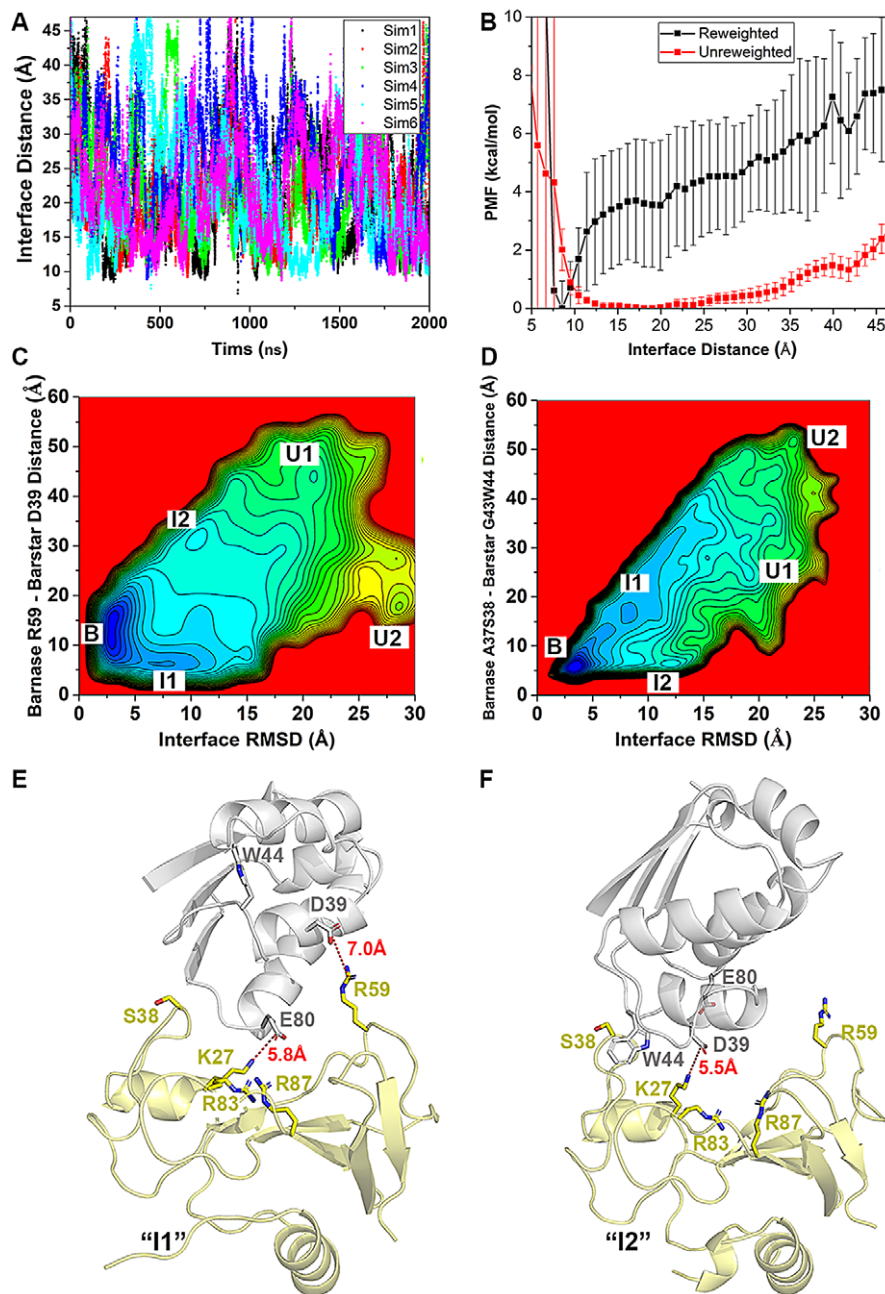 A
Interface Distance (Å)
45
40
35
30
25
20
15
10
5
0
500
1000
1500
2000
Tims (ns)
Sim1
Sim2
Sim3
Sim4
Sim5
Sim6
B
PMF (kcal/mol)
10
8
6
4
2
0
5
10
15
20
25
30
35
40
45
Interface Distance (Å)
Reweighted
Unreweighted
C
Barnase R59 - Barstar D39 Distance (Å)
60
50
40
30
20
10
0
0
5
10
15
20
25
30
Interface RMSD (Å)
U1
I2
B
I1
U2
D
Barnase A37S38 - Barstar G43W44 Distance (Å)
60
50
40
30
20
10
0
0
5
10
15
20
25
30
Interface RMSD (Å)
U2
I1
U1
B
I2
E
W44
D39
7.0Å
R59
S38
E80
K27
5.8Å
R83
R87
"I1"
F
E80
R59
S38
W44
D39
K27
5.5Å
R83
R87
"I2"